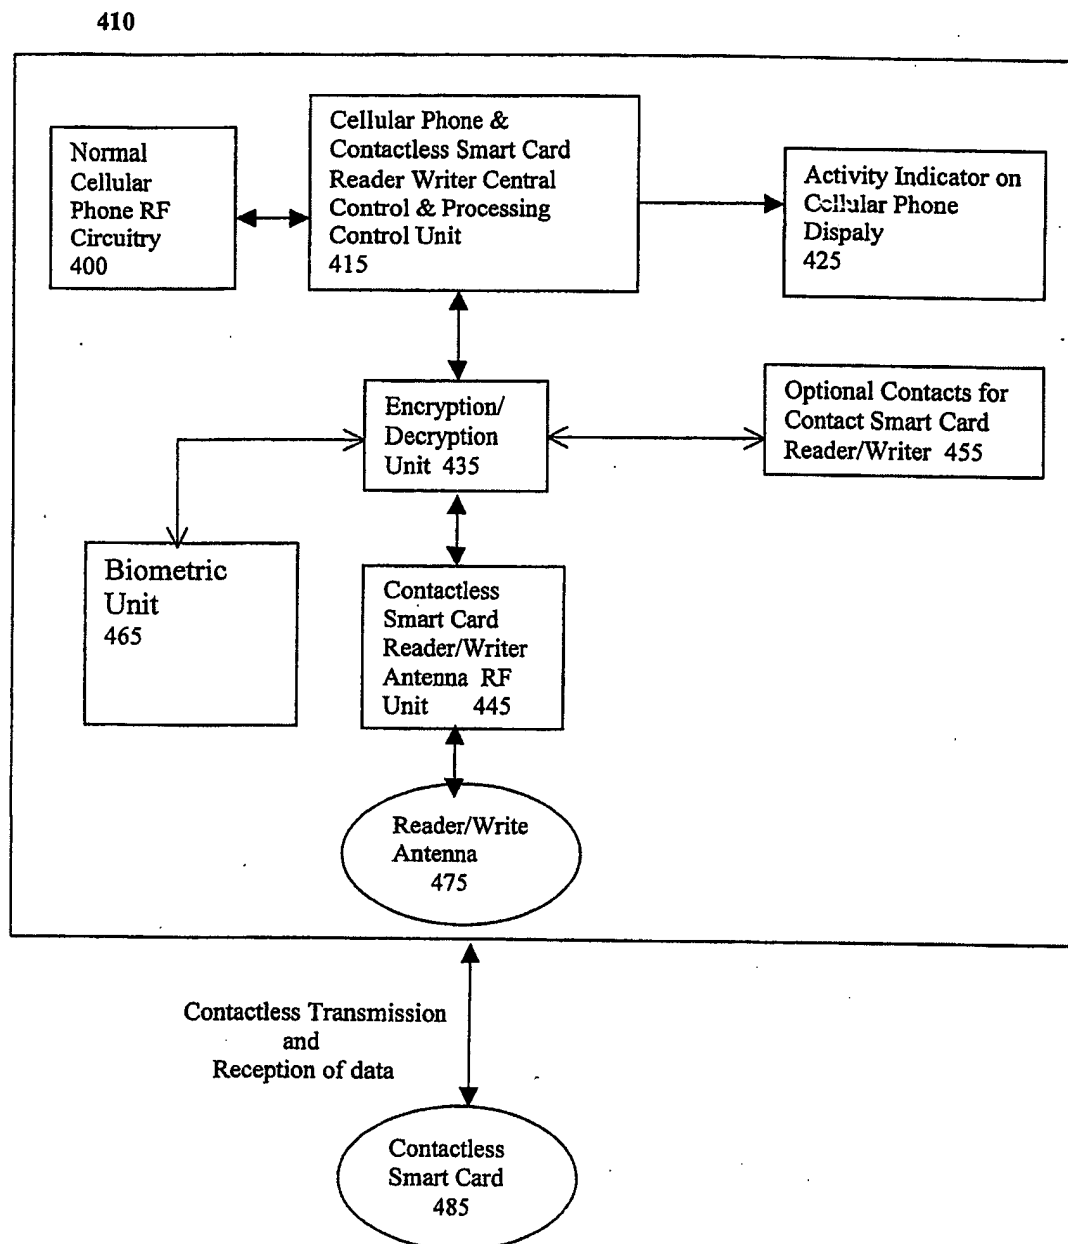 410
Normal
Cellular
Phone RF
Circuitry
400
Cellular Phone &
Contactless Smart Card
Reader Writer Central
Control & Processing
Control Unit
415
Activity Indicator on
Cellular Phone
Dispaly
425
Encryption/
Decryption
Unit 435
Optional Contacts for
Contact Smart Card
Reader/Writer 455
Biometric
Unit
465
Contactless
Smart Card
Reader/Writer
Antenna RF
Unit 445
Reader/Write
Antenna
475
Contactless Transmission
and
Reception of data
Contactless
Smart Card
485